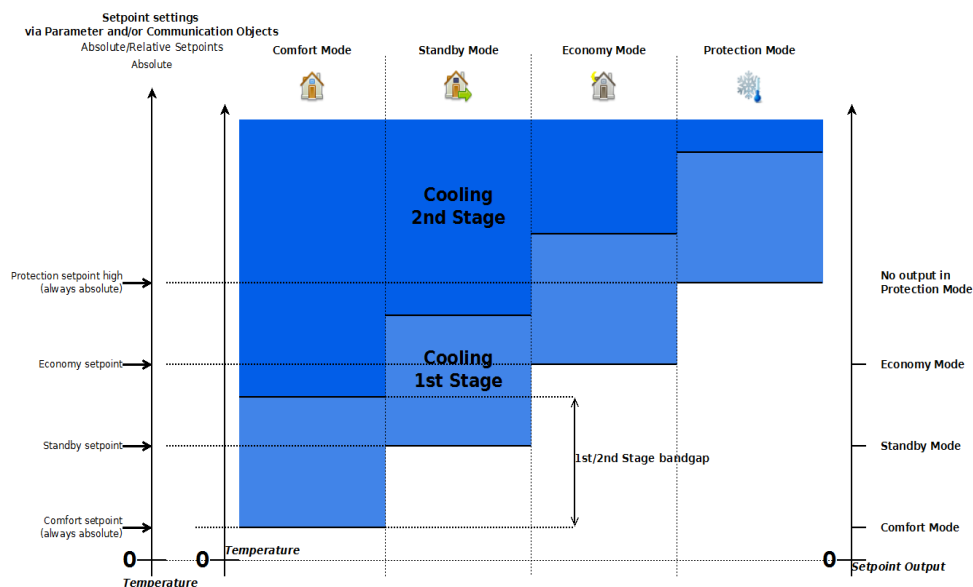 Setpoint settings
via Parameter and/or Communication Objects
Absolute/Relative Setpoints
Absolute
Comfort Mode
Standby Mode
Economy Mode
Protection Mode
Cooling
2nd Stage
Protection setpoint high
(always absolute)
No output in
Protection Mode
Economy setpoint
Cooling
1st Stage
Economy Mode
Standby setpoint
1st/2nd Stage bandgap
Standby Mode
Comfort setpoint
(always absolute)
Comfort Mode
0
0
Temperature
0
Setpoint Output
Temperature